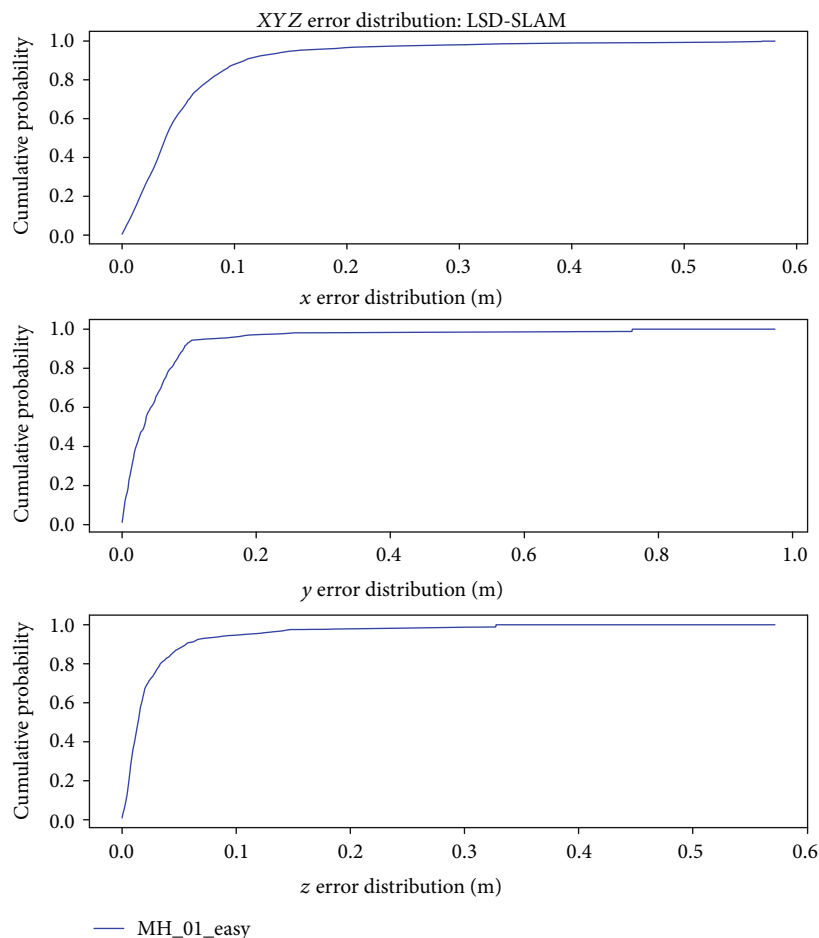 XYZ error distribution: LSD-SLAM
Cumulative probability
1.0
0.8
0.6
0.4
0.2
0.0
0.0 0.1 0.2 0.3 0.4 0.5 0.6
x error distribution (m)
Cumulative probability
1.0
0.8
0.6
0.4
0.2
0.0
0.0 0.2 0.4 0.6 0.8 1.0
y error distribution (m)
Cumulative probability
1.0
0.8
0.6
0.4
0.2
0.0
0.0 0.1 0.2 0.3 0.4 0.5 0.6
z error distribution (m)
MH_01_easy